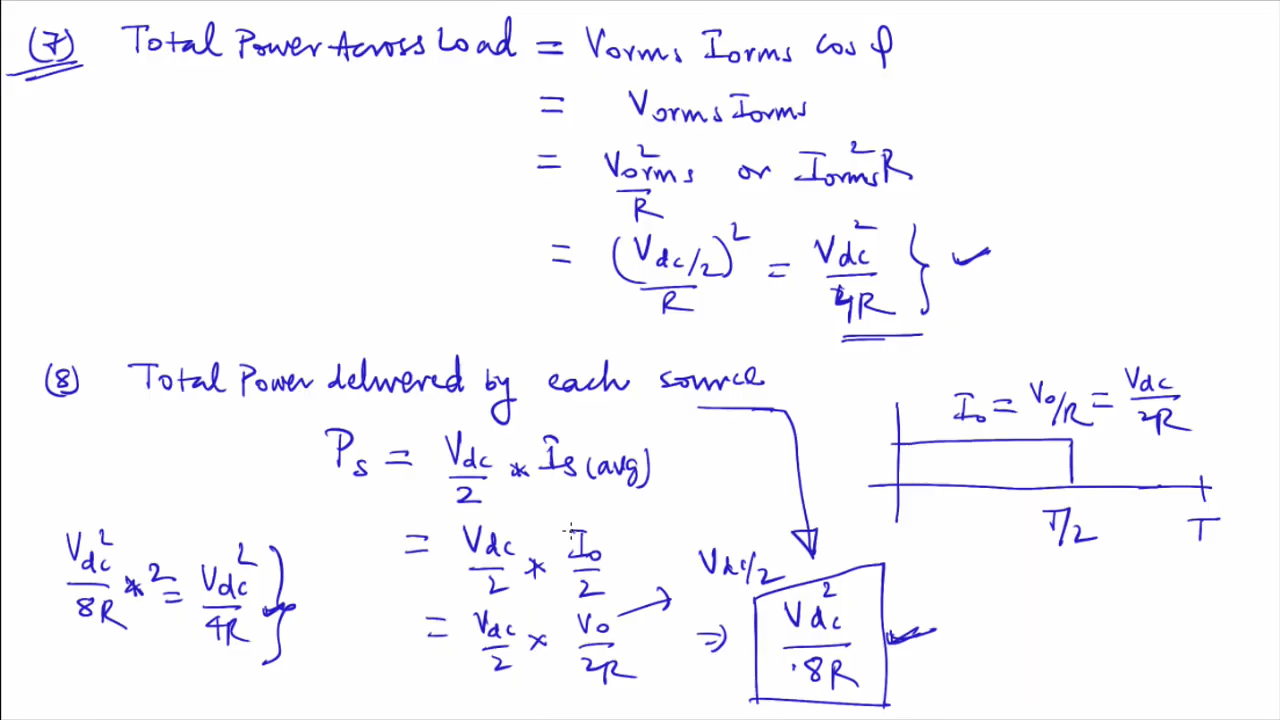 (7) Total Power Across Load = Vorms Iorms cos φ
= Vorms Iorms
= Vorms²/R or Iorms² R
= (Vdc/2)²/R = Vdc²/4R } ✓
(8) Total Power delivered by each source
Ps = Vdc/2 * Is(avg)
= Vdc/2 * Io/2
= Vdc/2 × Vo/2R → Vdc/2
⇒ Vdc²/8R ✓
Vdc²/8R * 2 = Vdc²/4R }
Io = Vo/R = Vdc/2R
T/2 T